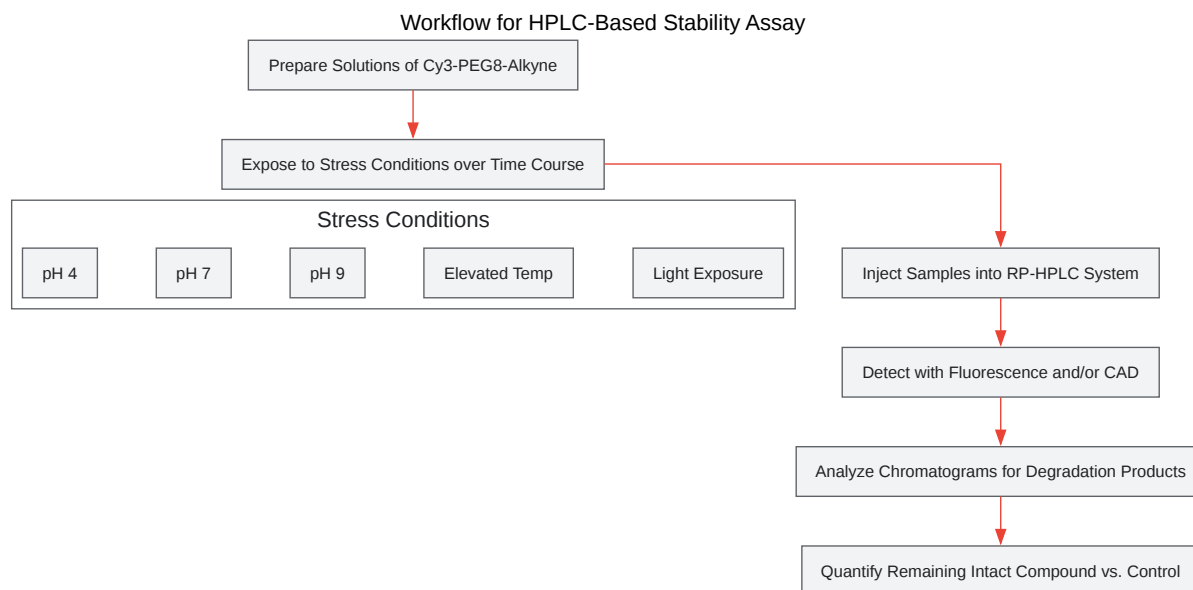 Workflow for HPLC-Based Stability Assay
Prepare Solutions of Cy3-PEG8-Alkyne
Expose to Stress Conditions over Time Course
Stress Conditions
pH 4
pH 7
pH 9
Elevated Temp
Light Exposure
Inject Samples into RP-HPLC System
Detect with Fluorescence and/or CAD
Analyze Chromatograms for Degradation Products
Quantify Remaining Intact Compound vs. Control